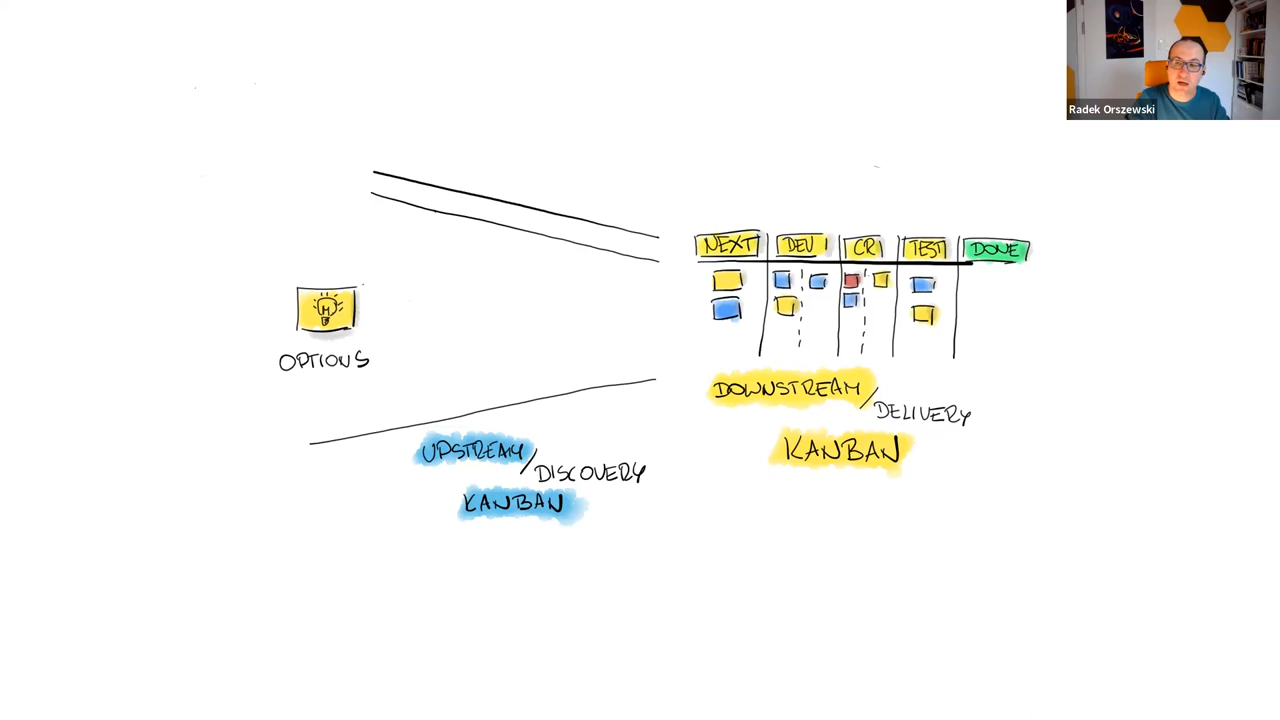 Radek Orszewski
NEXT DEV CR TEST DONE
OPTIONS
DOWNSTREAM/DELIVERY
KANBAN
UPSTREAM/DISCOVERY
KANBAN